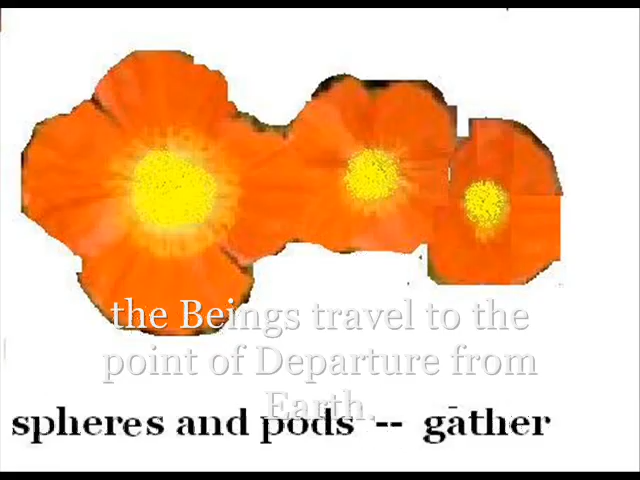 the Beings travel to the
point of Departure from
Earth.
spheres and pods -- gather